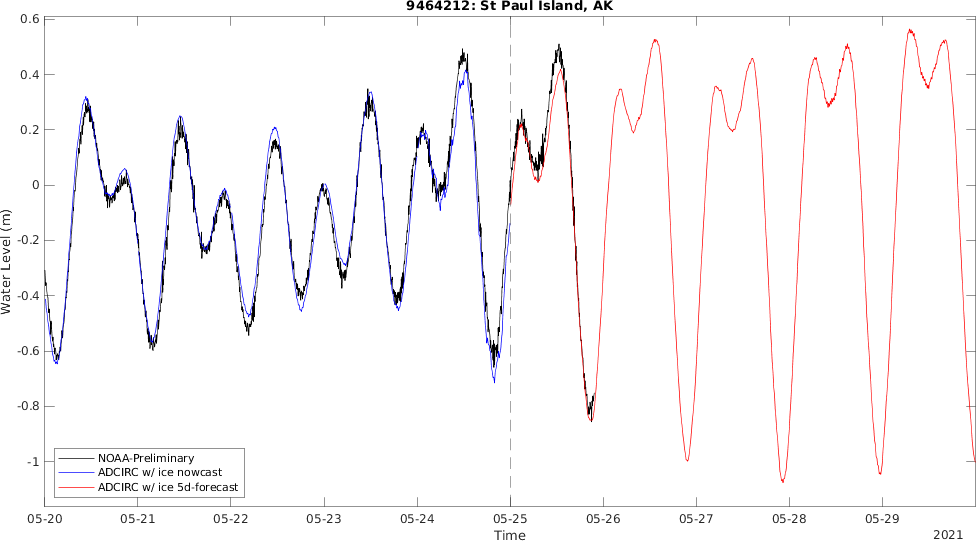 9464212: St Paul Island, AK
Water Level (m)
0.6
0.4
0.2
0
-0.2
-0.4
-0.6
-0.8
-1
NOAA-Preliminary
ADCIRC w/ ice nowcast
ADCIRC w/ ice 5d-forecast
05-20 05-21 05-22 05-23 05-24 05-25 05-26 05-27 05-28 05-29
Time
2021